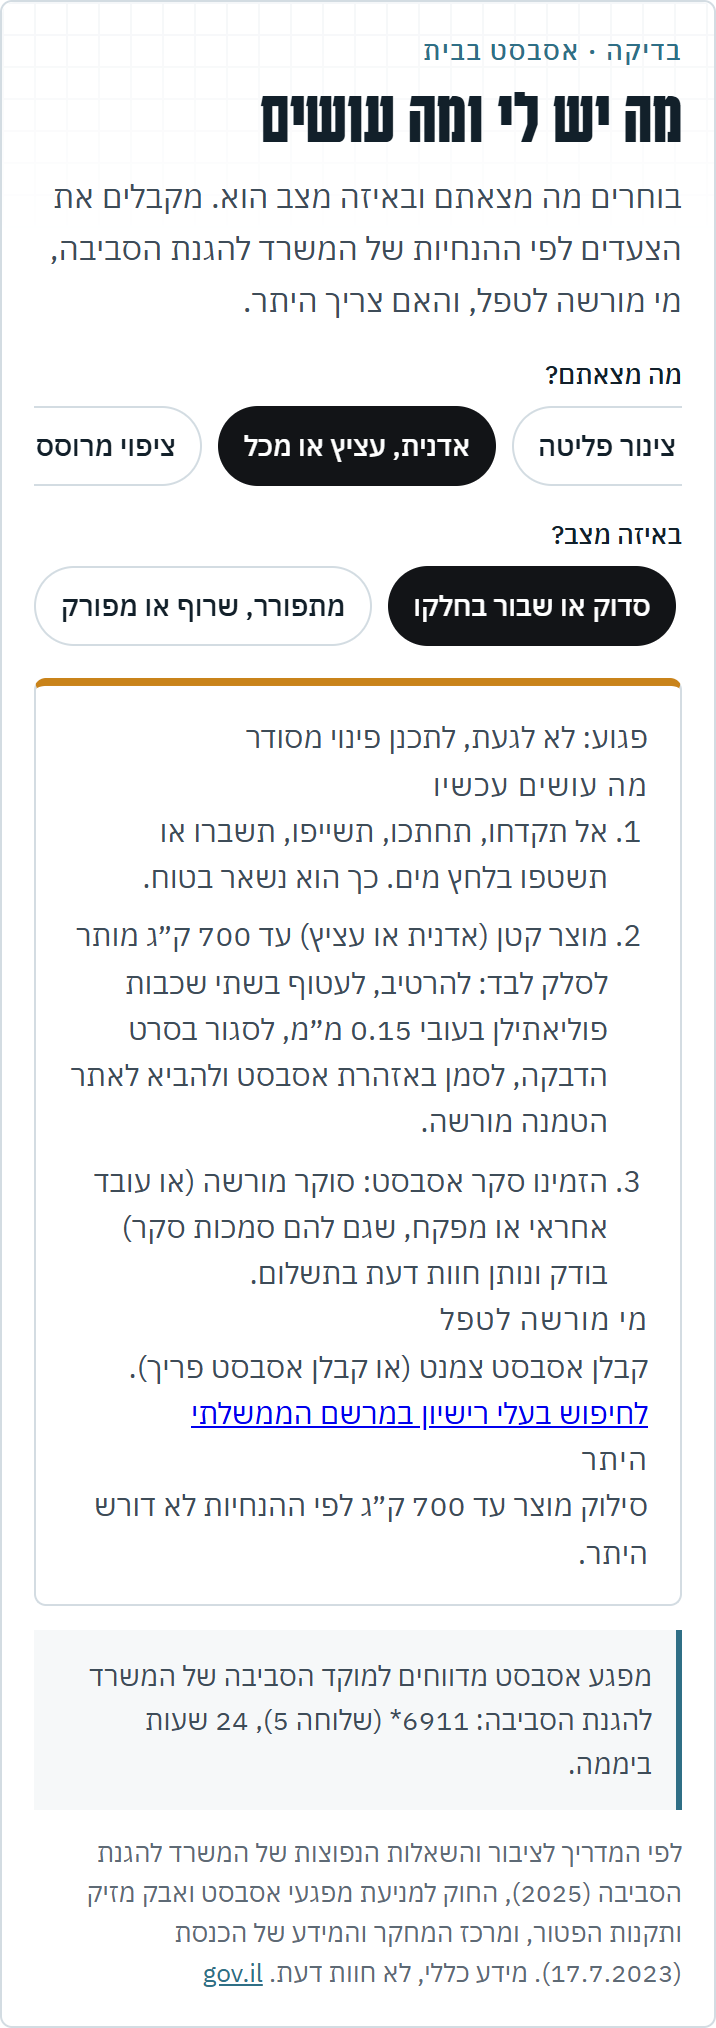 בדיקה · אסבסט בבית
מה יש לי ומה עושים
בוחרים מה מצאתם ובאיזה מצב הוא. מקבלים את
הצעדים לפי ההנחיות של המשרד להגנת הסביבה,
מי מורשה לטפל, והאם צריך היתר.
מה מצאתם?
צינור פליטה
אדנית, עציץ או מכל
ציפוי מרוסס
באיזה מצב?
סדוק או שבור בחלקו
מתפורר, שרוף או מפורק
פגוע: לא לגעת, לתכנן פינוי מסודר
מה עושים עכשיו
1. אל תקדחו, תחתכו, תשייפו, תשברו או
תשטפו בלחץ מים. כך הוא נשאר בטוח.
2. מוצר קטן (אדנית או עציץ) עד 700 ק״ג מותר
לסלק לבד: להרטיב, לעטוף בשתי שכבות
פוליאתילן בעובי 0.15 מ״מ, לסגור בסרט
הדבקה, לסמן באזהרת אסבסט ולהביא לאתר
הטמנה מורשה.
3. הזמינו סקר אסבסט: סוקר מורשה (או עובד
אחראי או מפקח, שגם להם סמכות סקר)
בודק ונותן חוות דעת בתשלום.
מי מורשה לטפל
קבלן אסבסט צמנט (או קבלן אסבסט פריך).
לחיפוש בעלי רישיון במרשם הממשלתי
היתר
סילוק מוצר עד 700 ק״ג לפי ההנחיות לא דורש
היתר.
מפגע אסבסט מדווחים למוקד הסביבה של המשרד
להגנת הסביבה: 6911* (שלוחה 5), 24 שעות
ביממה.
לפי המדריך לציבור והשאלות הנפוצות של המשרד להגנת
הסביבה (2025), החוק למניעת מפגעי אסבסט ואבק מזיק
ותקנות הפטור, ומרכז המחקר והמידע של הכנסת
(17.7.2023). מידע כללי, לא חוות דעת. gov.il